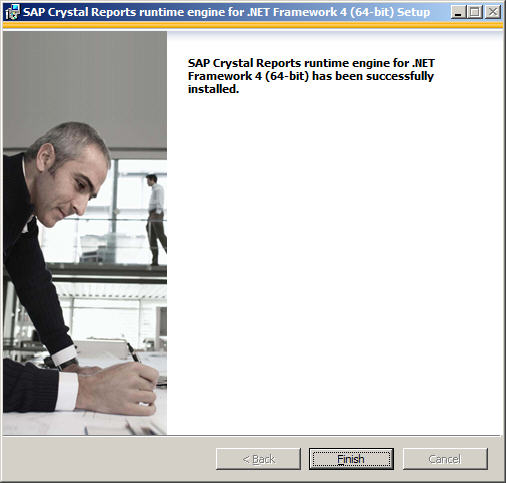 SAP Crystal Reports runtime engine for .NET Framework 4 (64-bit) Setup
SAP Crystal Reports runtime engine for .NET
Framework 4 (64-bit) has been successfully
installed.
< Back
Finish
Cancel